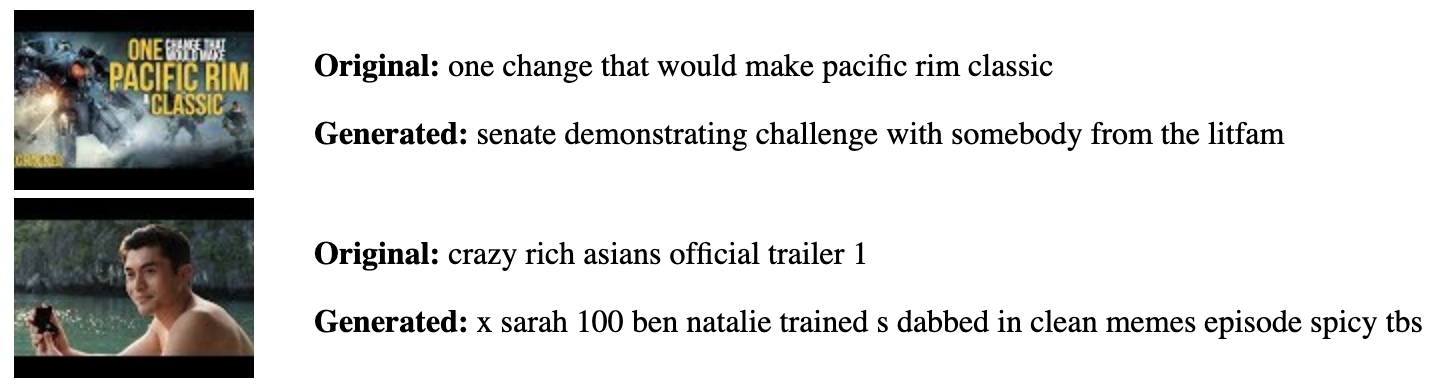 ONE CHANGE THAT
WOULD MAKE
PACIFIC RIM
CLASSIC
CRACKED
Original: one change that would make pacific rim classic
Generated: senate demonstrating challenge with somebody from the litfam
Original: crazy rich asians official trailer 1
Generated: x sarah 100 ben natalie trained s dabbed in clean memes episode spicy tbs